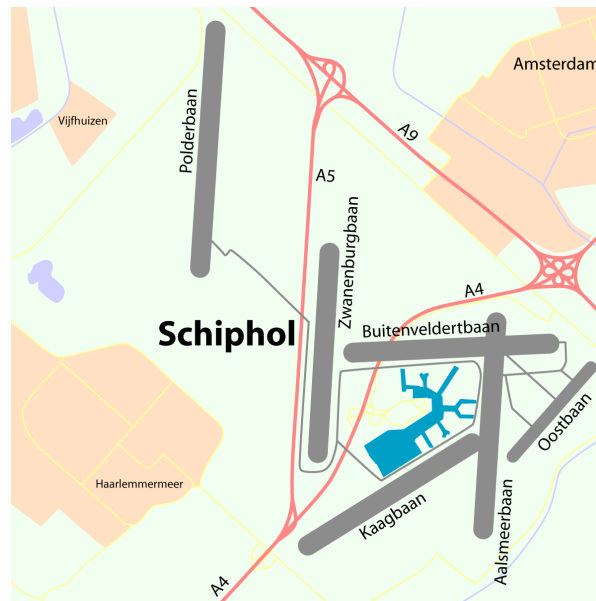 Amsterdam
Vijfhuizen
Polderbaan
A9
A5
Zwanenburgbaan
A4
Schiphol
Buitenveldertbaan
Oostbaan
Haarlemmermeer
Kaagbaan
Aalsmeerbaan
A4